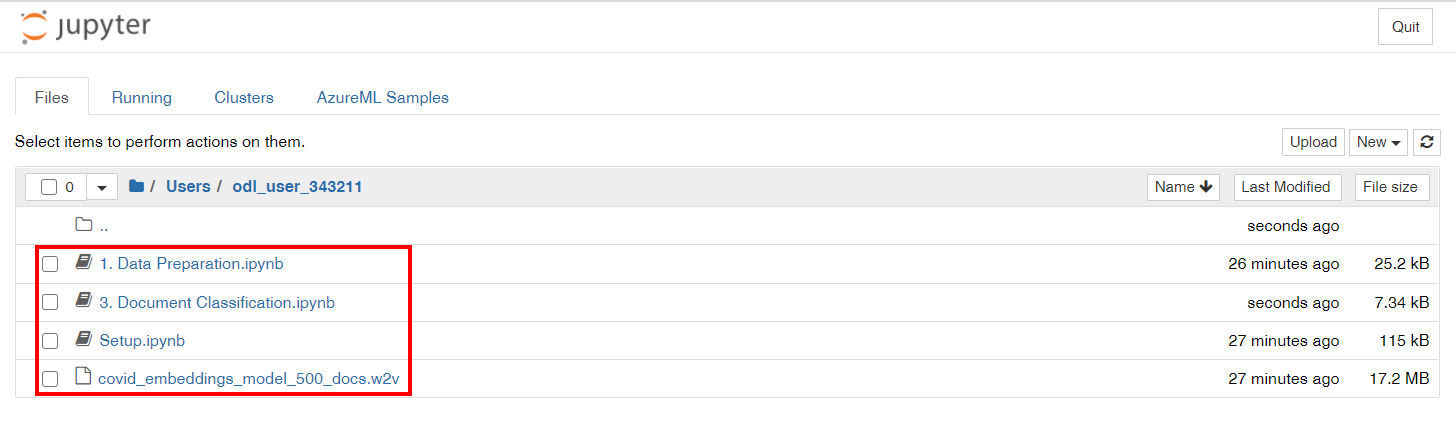 jupyter Quit
Files Running Clusters AzureML Samples
Select items to perform actions on them. Upload New
0 / Users / odl_user_343211 Name Last Modified File size
.. seconds ago
1. Data Preparation.ipynb 26 minutes ago 25.2 kB
3. Document Classification.ipynb seconds ago 7.34 kB
Setup.ipynb 27 minutes ago 115 kB
covid_embeddings_model_500_docs.w2v 27 minutes ago 17.2 MB